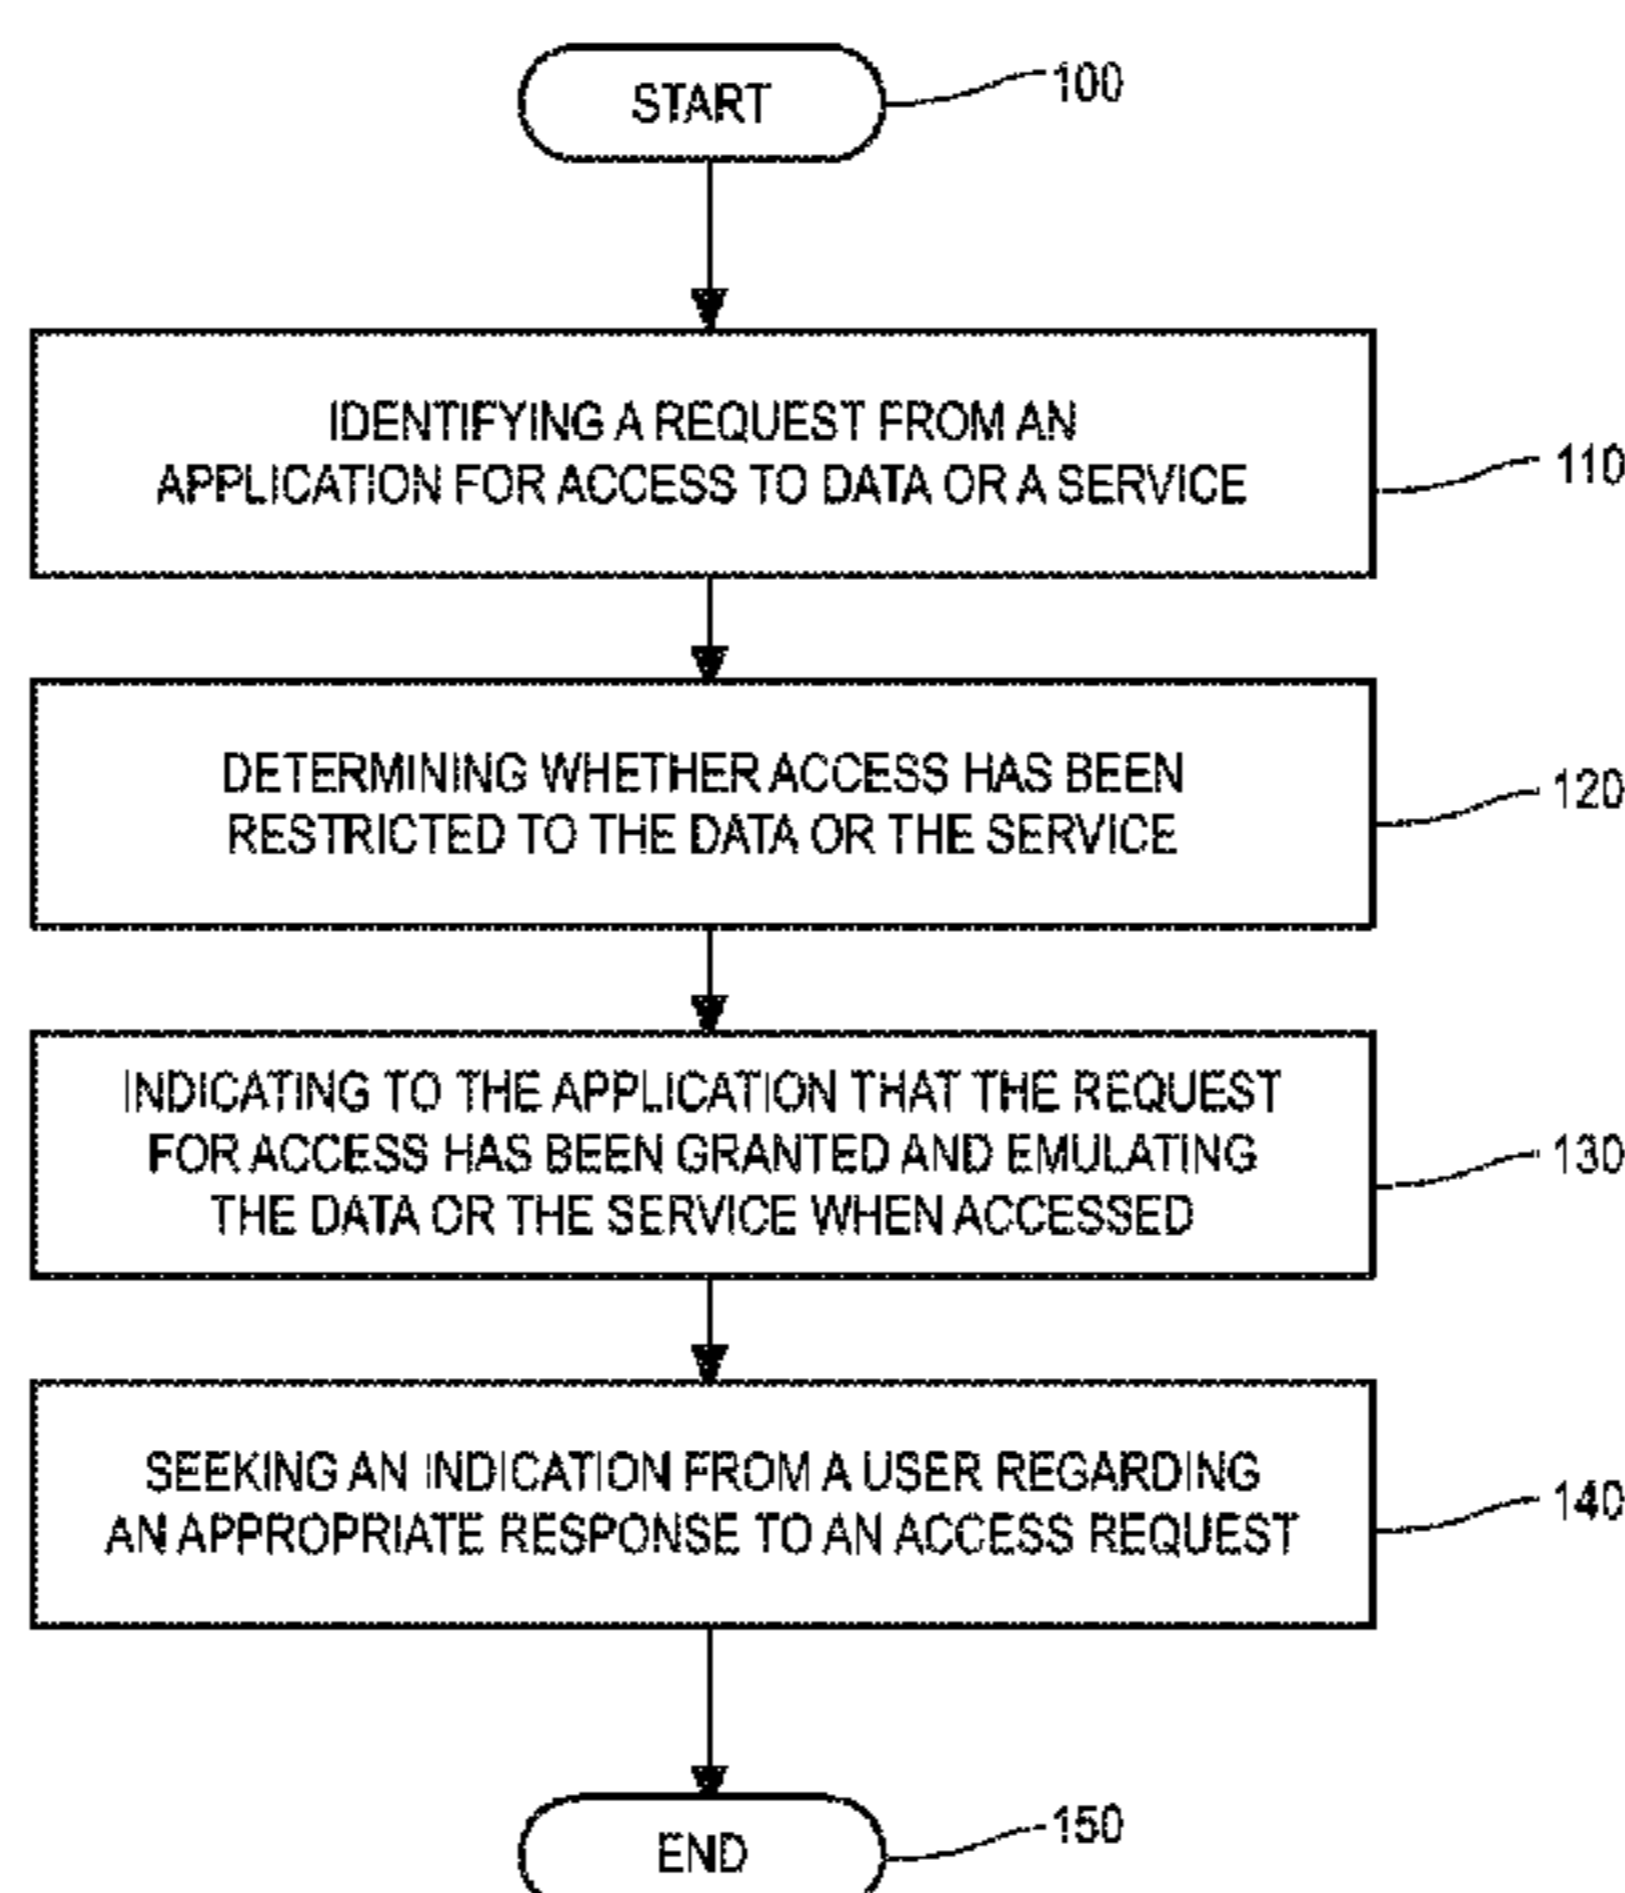 START
100
IDENTIFYING A REQUEST FROM AN
APPLICATION FOR ACCESS TO DATA OR A SERVICE
110
DETERMINING WHETHER ACCESS HAS BEEN
RESTRICTED TO THE DATA OR THE SERVICE
120
INDICATING TO THE APPLICATION THAT THE REQUEST
FOR ACCESS HAS BEEN GRANTED AND EMULATING
THE DATA OR THE SERVICE WHEN ACCESSED
130
SEEKING AN INDICATION FROM A USER REGARDING
AN APPROPRIATE RESPONSE TO AN ACCESS REQUEST
140
END
150